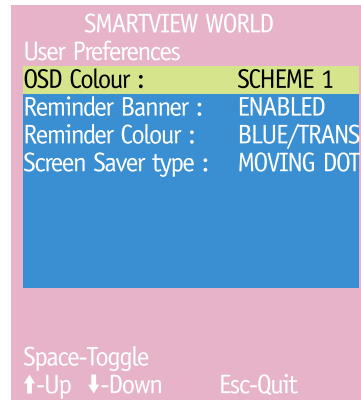 SMARTVIEW WORLD
User Preferences
OSD Colour : SCHEME 1
Reminder Banner : ENABLED
Reminder Colour : BLUE/TRANS
Screen Saver type : MOVING DOT
Space-Toggle
⬆-Up ⬇-Down Esc-Quit